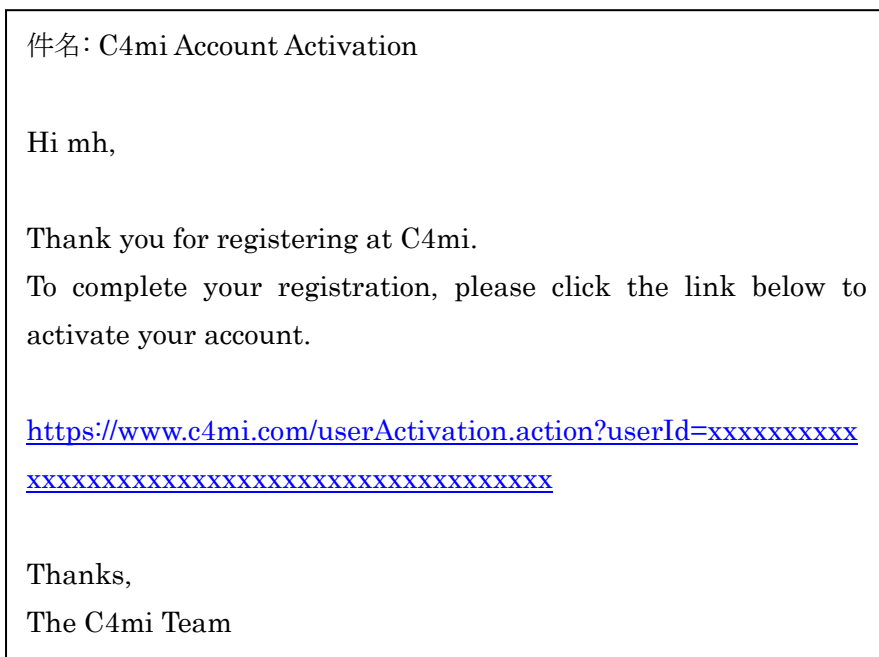 件名: C4mi Account Activation
Hi mh,
Thank you for registering at C4mi.
To complete your registration, please click the link below to
activate your account.
https://www.c4mi.com/userActivation.action?userId=xxxxxxxxxx
xxxxxxxxxxxxxxxxxxxxxxxxxxxxxxxxxxx
Thanks,
The C4mi Team